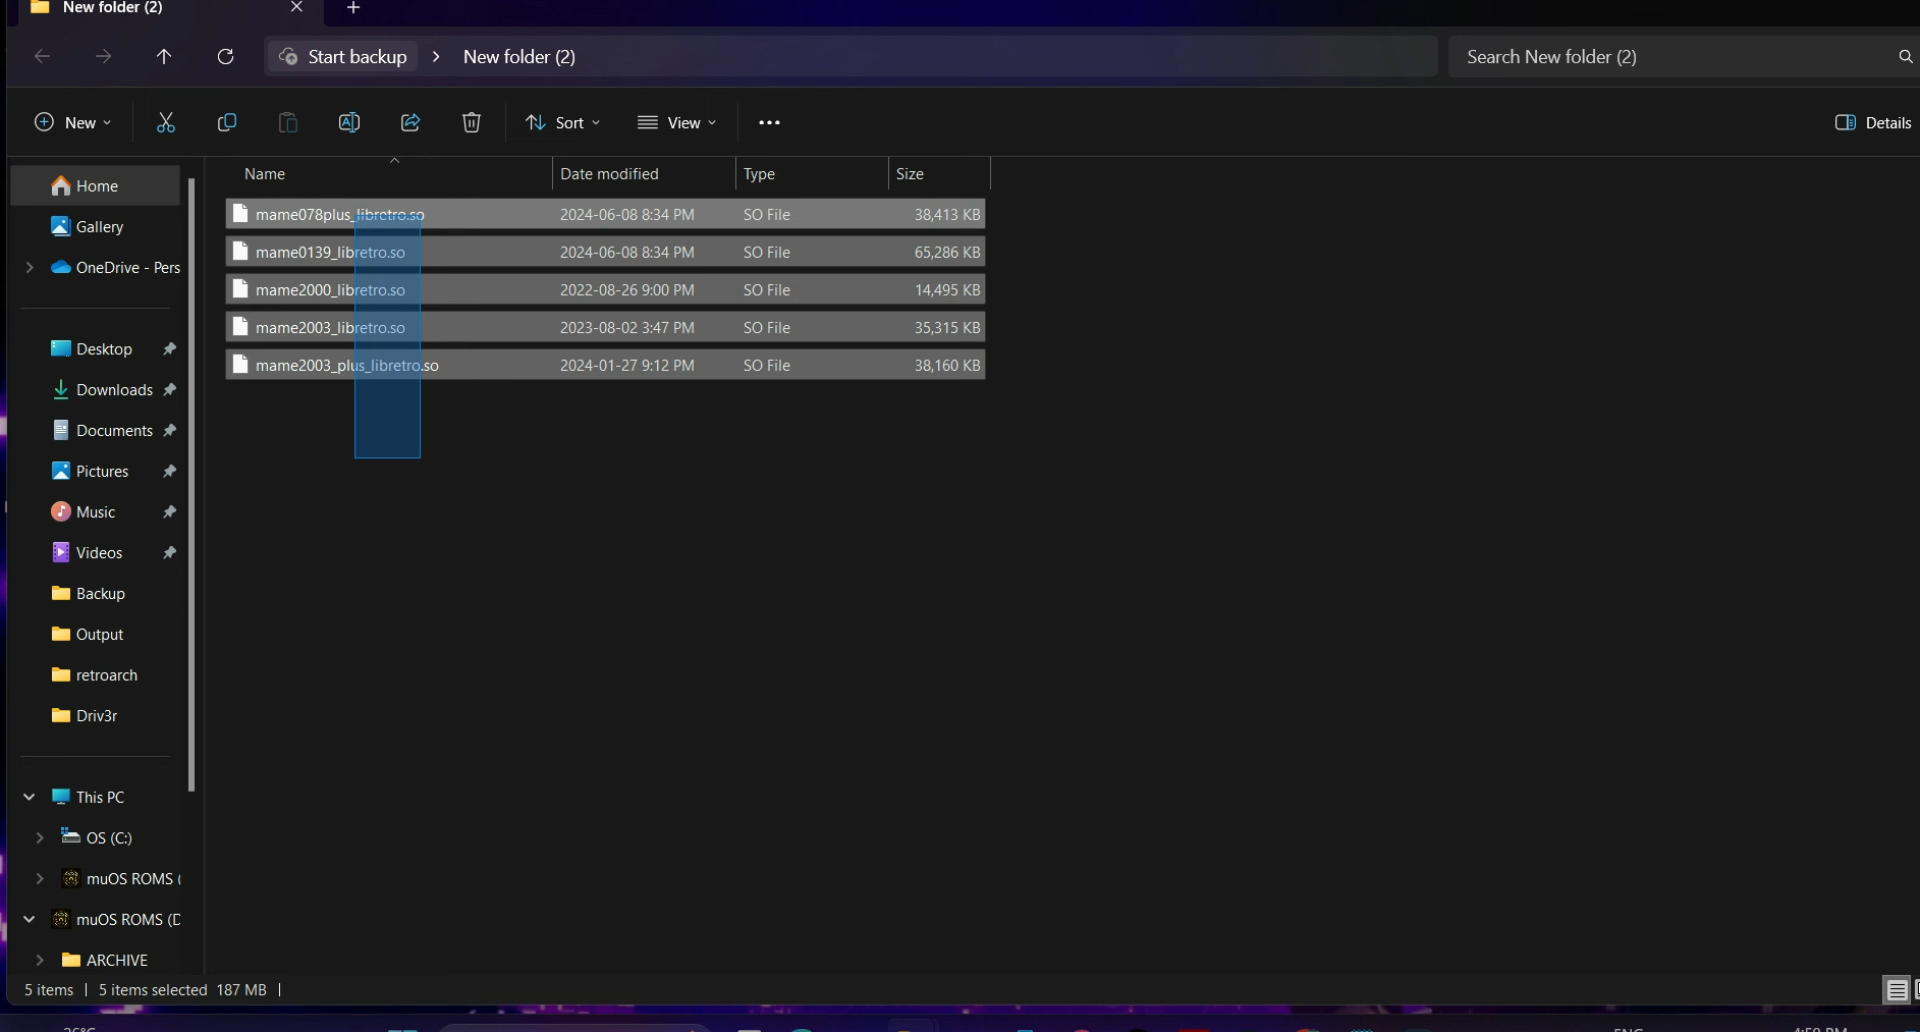 New folder (2)
Start backup > New folder (2)
Search New folder (2)
New
Sort
View
Details
Name Date modified Type Size
mame078plus_libretro.so 2024-06-08 8:34 PM SO File 38,413 KB
mame0139_libretro.so 2024-06-08 8:34 PM SO File 65,286 KB
mame2000_libretro.so 2022-08-26 9:00 PM SO File 14,495 KB
mame2003_libretro.so 2023-08-02 3:47 PM SO File 35,315 KB
mame2003_plus_libretro.so 2024-01-27 9:12 PM SO File 38,160 KB
Home
Gallery
OneDrive - Pers
Desktop
Downloads
Documents
Pictures
Music
Videos
Backup
Output
retroarch
Driv3r
This PC
OS (C:)
muOS ROMS (
muOS ROMS (D
ARCHIVE
5 items | 5 items selected 187 MB |